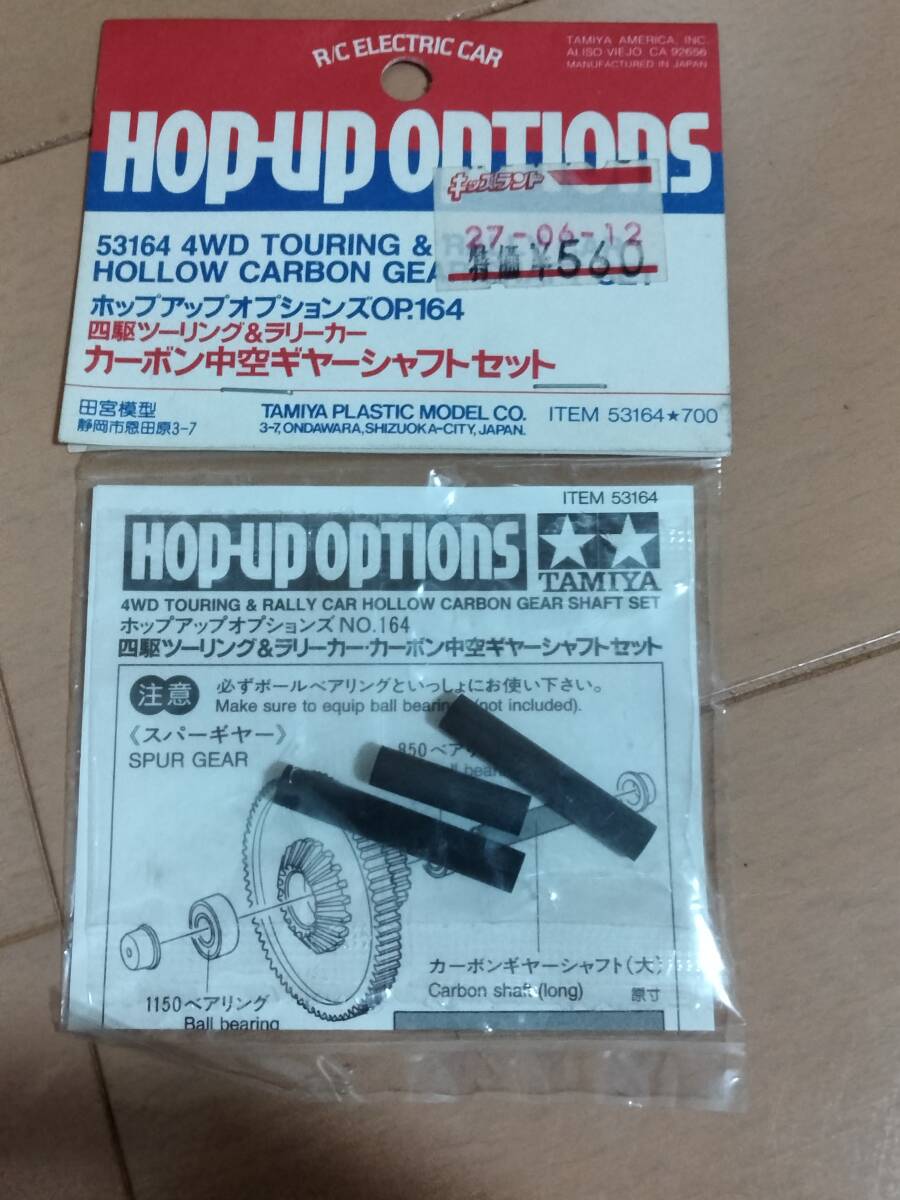 R/C ELECTRIC CAR
TAMIYA AMERICA, INC.
ALISO-VIEJO, CA 92656
MANUFACTURED IN JAPAN
HOP-UP OPTIONS
キッズランド
27-06-12
特価 ¥560
53164 4WD TOURING &
HOLLOW CARBON GEA
ホップアップオプションズOP.164
四駆ツーリング&ラリーカー
カーボン中空ギヤーシャフトセット
田宮模型
静岡市恩田原3-7
TAMIYA PLASTIC MODEL CO.
3-7, ONDAWARA, SHIZUOKA-CITY, JAPAN.
ITEM 53164★700
ITEM 53164
HOP-UP OPTIONS
TAMIYA
4WD TOURING & RALLY CAR HOLLOW CARBON GEAR SHAFT SET
ホップアップオプションズ NO.164
四駆ツーリング&ラリーカー・カーボン中空ギヤーシャフトセット
注意
必ずボールベアリングといっしょにお使い下さい。
Make sure to equip ball bearing (not included).
《スパーギヤー》
SPUR GEAR
850ベア
ball bear
カーボンギヤーシャフト(大)
Carbon shaft (long)
原寸
1150ベアリング
Ball bearing